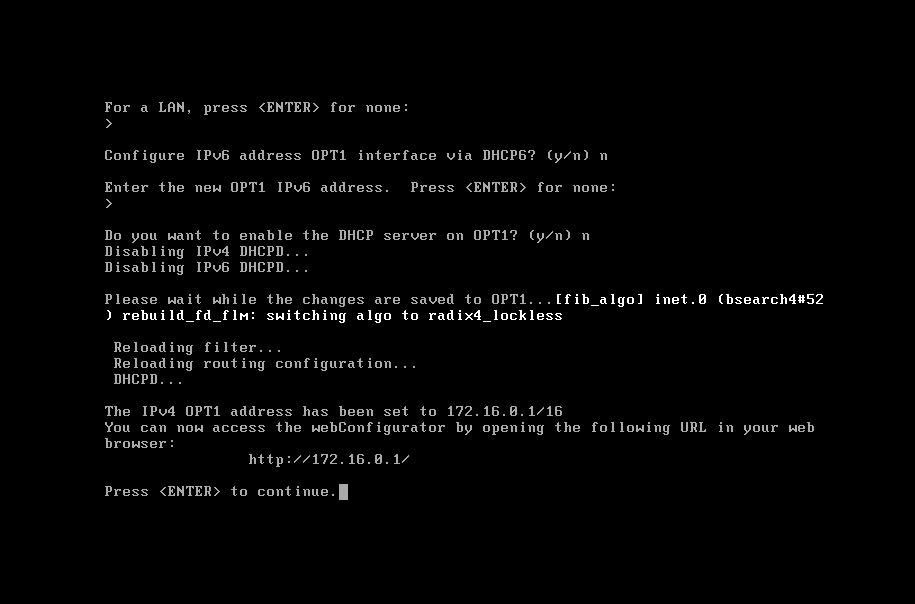 For a LAN, press <ENTER> for none:
>
Configure IPv6 address OPT1 interface via DHCP6? (y/n) n
Enter the new OPT1 IPv6 address.  Press <ENTER> for none:
>
Do you want to enable the DHCP server on OPT1? (y/n) n
Disabling IPv4 DHCPD...
Disabling IPv6 DHCPD...
Please wait while the changes are saved to OPT1...[fib_algo] inet.0 (bsearch4#52
) rebuild_fd_flm: switching algo to radix4_lockless
Reloading filter...
Reloading routing configuration...
DHCPD...
The IPv4 OPT1 address has been set to 172.16.0.1/16
You can now access the webConfigurator by opening the following URL in your web
browser:
http://172.16.0.1/
Press <ENTER> to continue.